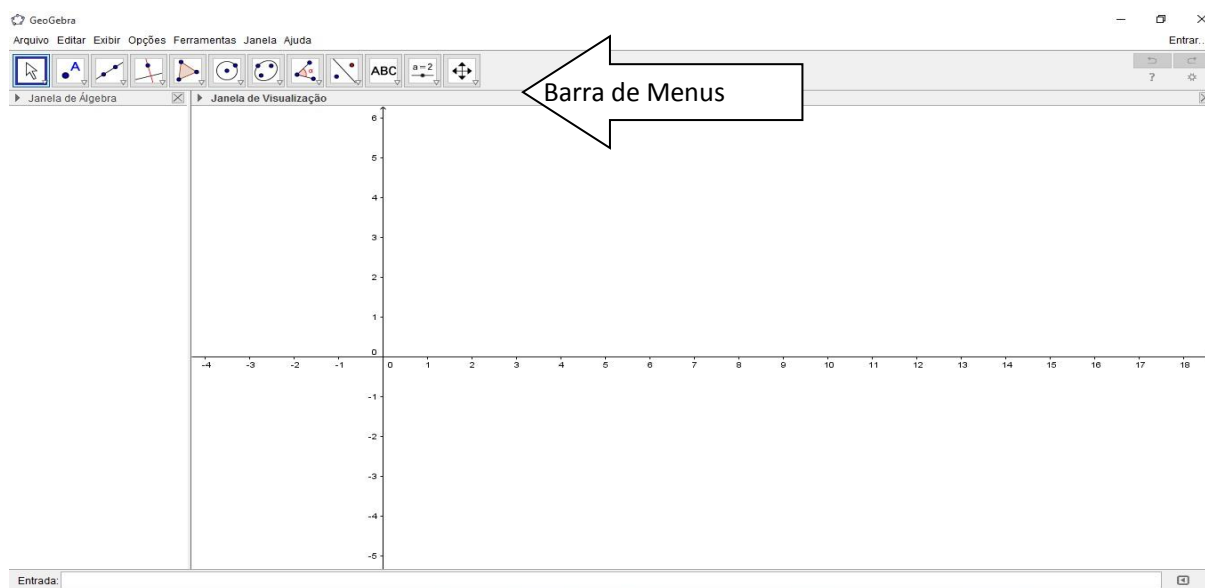 GeoGebra
Arquivo Editar Exibir Opções Ferramentas Janela Ajuda
Entrar...
A
ABC
a=2
?
Barra de Menus
Janela de Álgebra
Janela de Visualização
6
5
4
3
2
1
0
-4 -3 -2 -1 0 1 2 3 4 5 6 7 8 9 10 11 12 13 14 15 16 17 18
-1
-2
-3
-4
-5
Entrada: